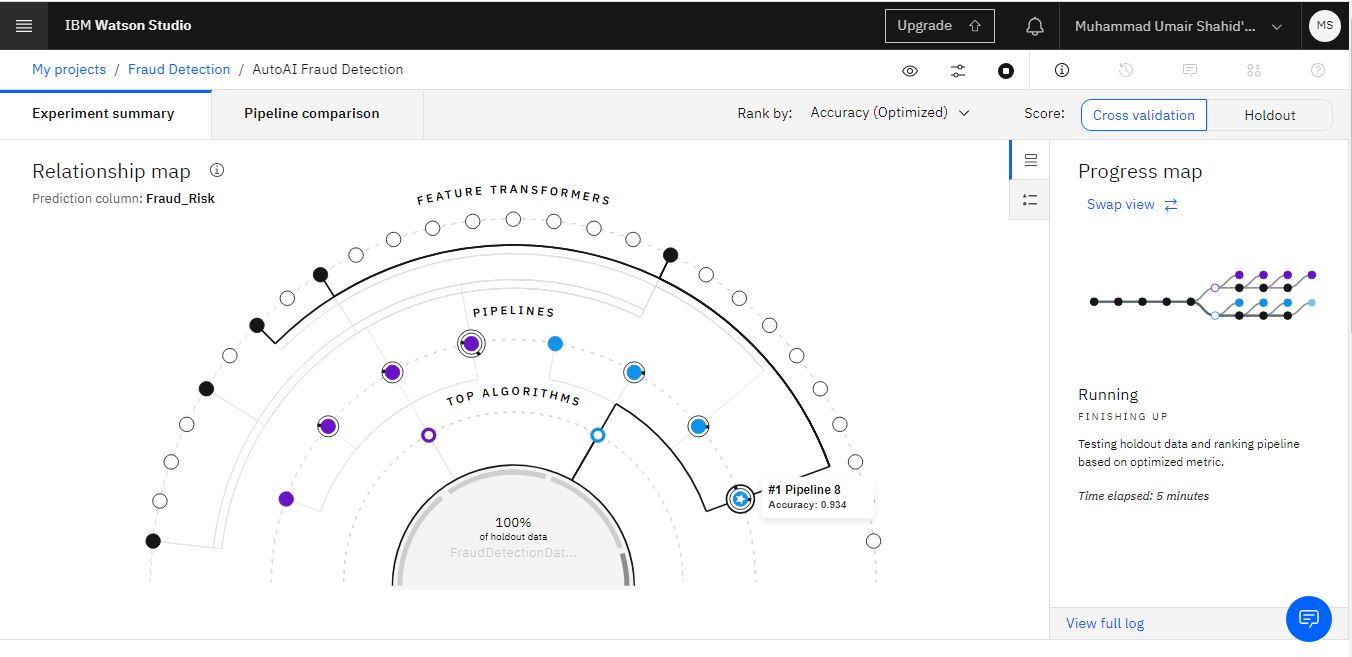 IBM Watson Studio
Upgrade
Muhammad Umair Shahid'...
MS
My projects / Fraud Detection / AutoAI Fraud Detection
Experiment summary
Pipeline comparison
Rank by: Accuracy (Optimized)
Score: Cross validation Holdout
Relationship map
Prediction column: Fraud_Risk
FEATURE TRANSFORMERS
PIPELINES
TOP ALGORITHMS
#1 Pipeline 8
Accuracy: 0.934
100%
of holdout data
FraudDetectionDat...
Progress map
Swap view
Running
FINISHING UP
Testing holdout data and ranking pipeline
based on optimized metric.
Time elapsed: 5 minutes
View full log